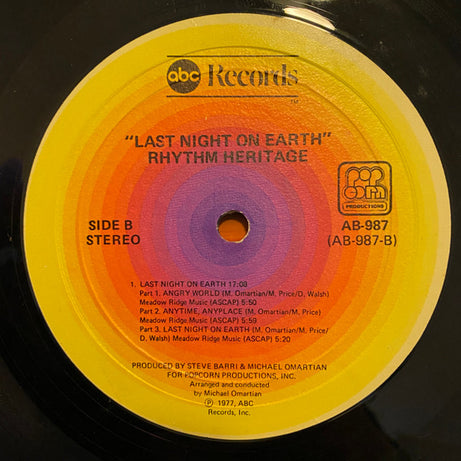 abc Records
TM
"LAST NIGHT ON EARTH"
RHYTHM HERITAGE
POP
CORN
PRODUCTIONS
SIDE B
STEREO
AB-987
(AB-987-B)
1. LAST NIGHT ON EARTH 17:08
Part 1. ANGRY WORLD (M. Omartian/M. Price/D. Walsh)
Meadow Ridge Music (ASCAP) 5:50
Part 2. ANYTIME, ANYPLACE (M. Omartian/M. Price)
Meadow Ridge Music (ASCAP) 5:59
Part 3. LAST NIGHT ON EARTH (M. Omartian/M. Price/
D. Walsh) Meadow Ridge Music (ASCAP) 5:20
PRODUCED BY STEVE BARRI & MICHAEL OMARTIAN
FOR POPCORN PRODUCTIONS, INC.
Arranged and conducted
by Michael Omartian
℗ 1977, ABC
Records, Inc.